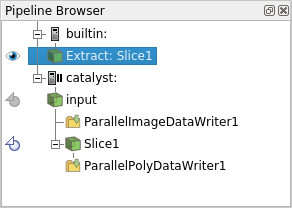 Pipeline Browser
builtin:
Extract: Slice1
catalyst:
input
ParallelImageDataWriter1
Slice1
ParallelPolyDataWriter1